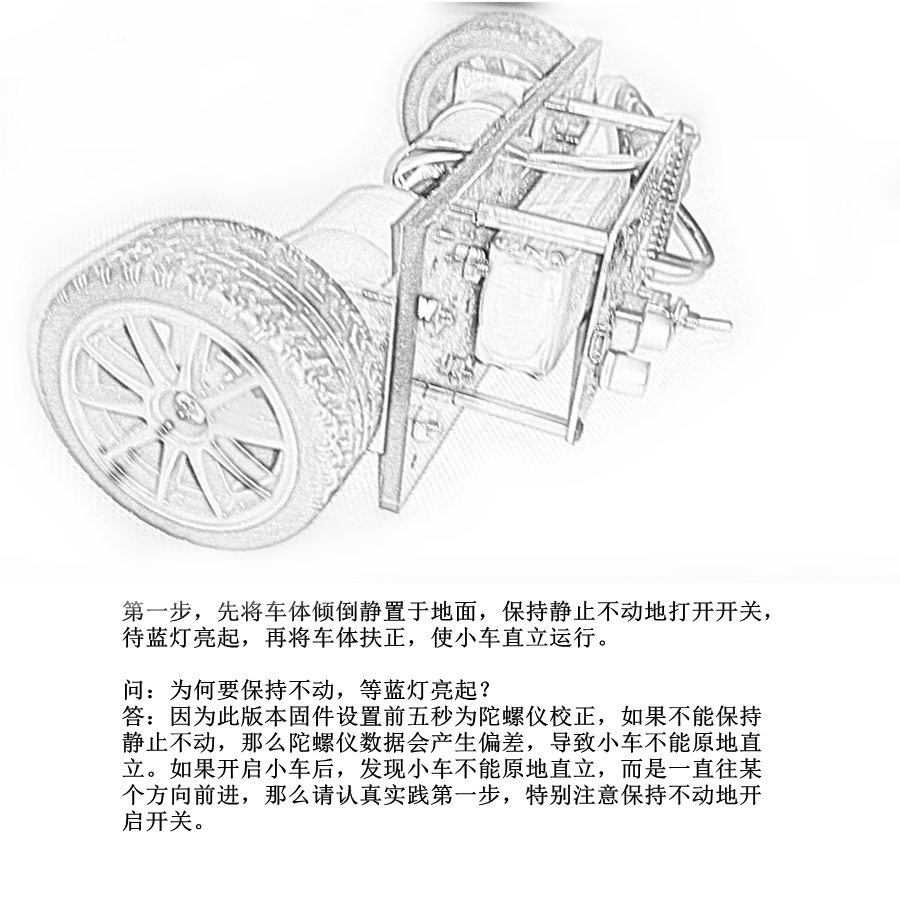 第一步，先将车体倾倒静置于地面，保持静止不动地打开开关，
待蓝灯亮起，再将车体扶正，使小车直立运行。
问：为何要保持不动，等蓝灯亮起？
答：因为此版本固件设置前五秒为陀螺仪校正，如果不能保持
静止不动，那么陀螺仪数据会产生偏差，导致小车不能原地直
立。如果开启小车后，发现小车不能原地直立，而是一直往某
个方向前进，那么请认真实践第一步，特别注意保持不动地开
启开关。